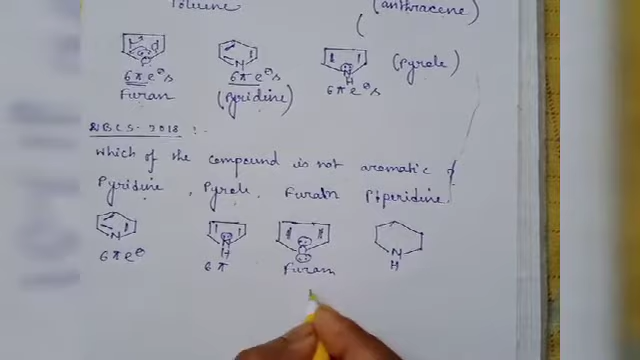 Toluene (anthracene)
6π e⊖s 6π e⊖s 6π e⊖s (Pyrole)
Furan (Pyridine)
WBCS-2018 :-
Which of the compound is not aromatic of
Pyridine , Pyrole. Furan Piperidine.
N N H O N H
6π e⊖ 6π Furan